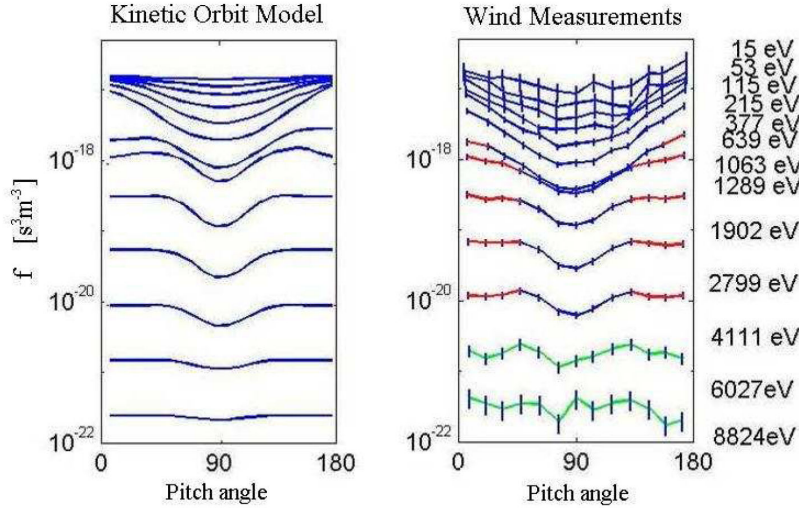 Kinetic Orbit Model
Wind Measurements
f [s³m⁻³]
10⁻¹⁸
10⁻²⁰
10⁻²²
0 90 180
Pitch angle
10⁻¹⁸
10⁻²⁰
10⁻²²
0 90 180
Pitch angle
15 eV
53 eV
115 eV
215 eV
377 eV
639 eV
1063 eV
1289 eV
1902 eV
2799 eV
4111 eV
6027eV
8824eV